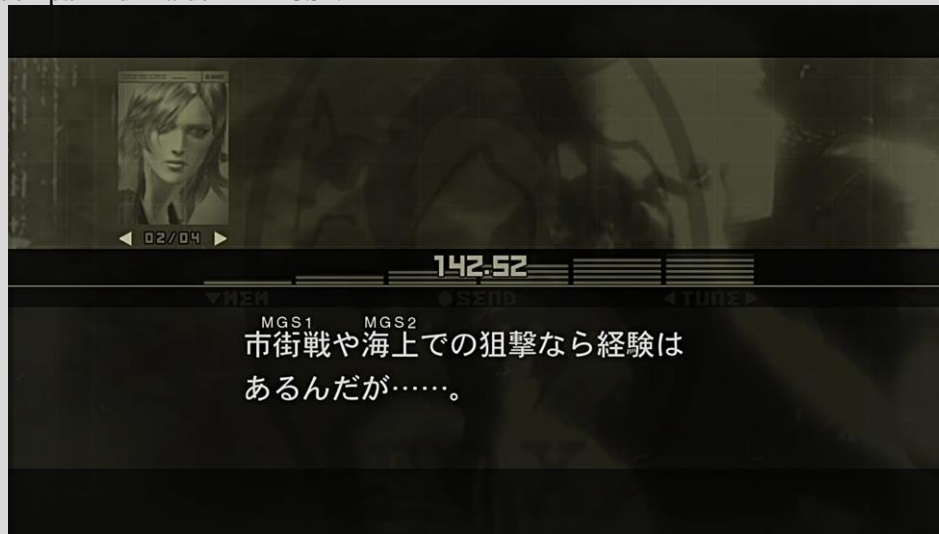 02/04
142.52
MEM
SEND
TUNE
MGS1 MGS2
市街戦や海上での狙撃なら経験は
あるんだが……。